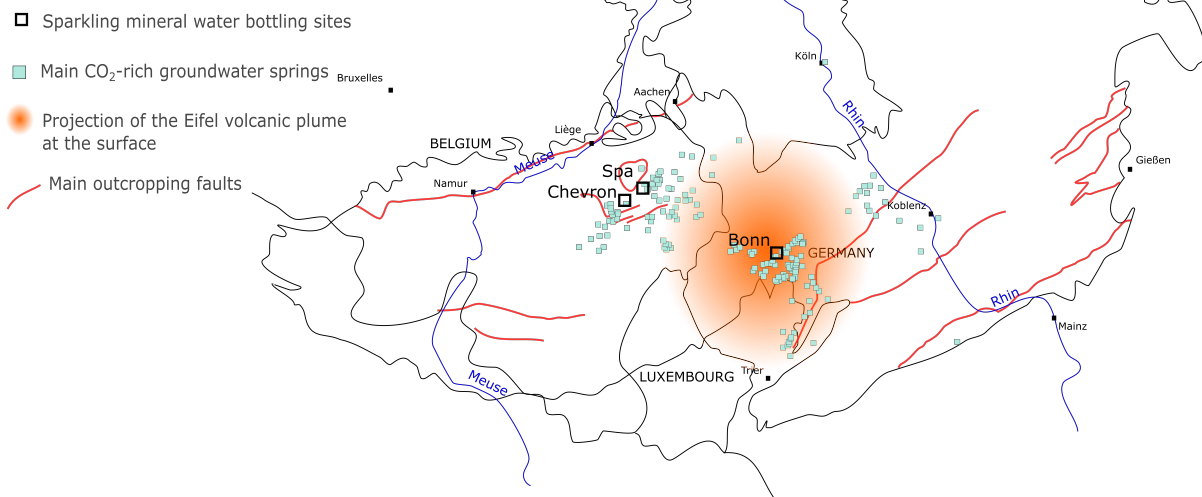 Sparkling mineral water bottling sites
Main CO₂-rich groundwater springs
Projection of the Eifel volcanic plume
at the surface
Main outcropping faults
Bruxelles
Köln
Aachen
Rhin
Liège
BELGIUM
Meuse
Gießen
Spa
Namur
Chevron
Koblenz
Bonn
GERMANY
Rhin
Mainz
Trier
LUXEMBOURG
Meuse